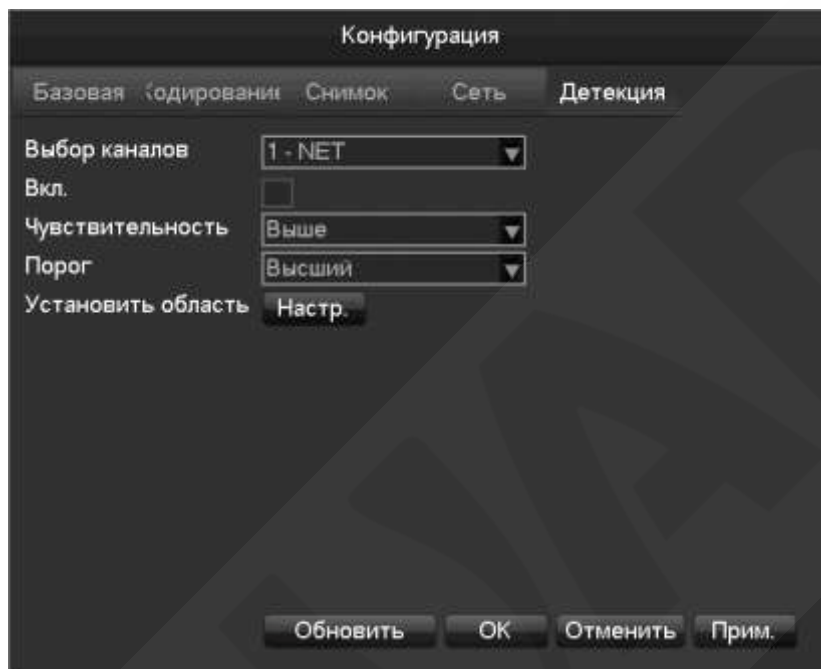 Конфигурация
Базовая Кодирование Снимок Сеть Детекция
Выбор каналов 1 - NET
Вкл.
Чувствительность Выше
Порог Высший
Установить область Настр.
Обновить OK Отменить Прим.